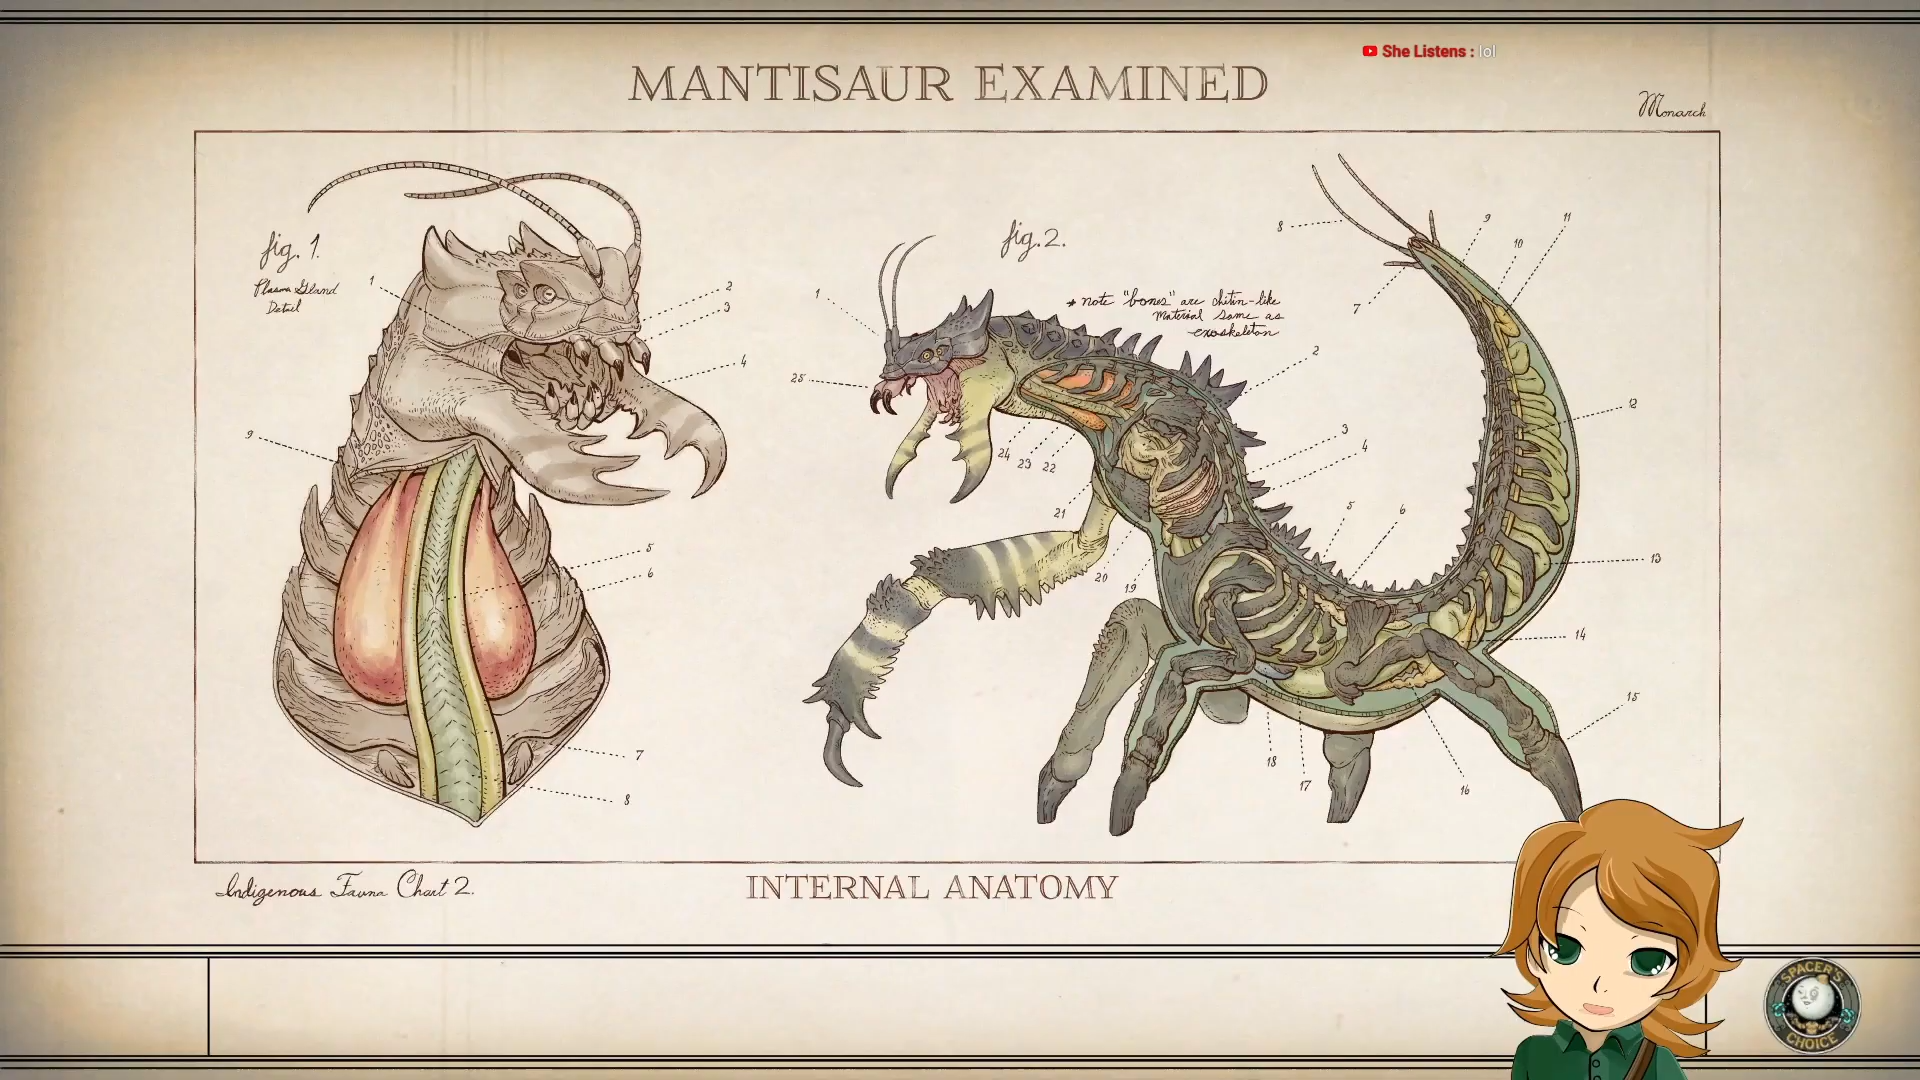 She Listens : lol
MANTISAUR EXAMINED
Monarch
fig. 1.
Plasma Gland
Detail
1
2
3
4
9
5
6
7
8
fig. 2.
* note "bones" are chitin-like
material same as
exoskeleton
8
9
10
11
7
1
2
25
12
3
4
24
23
22
21
5
6
13
20
19
14
15
18
17
16
Indigenous Fauna Chart 2.
INTERNAL ANATOMY
SPACER'S
CHOICE